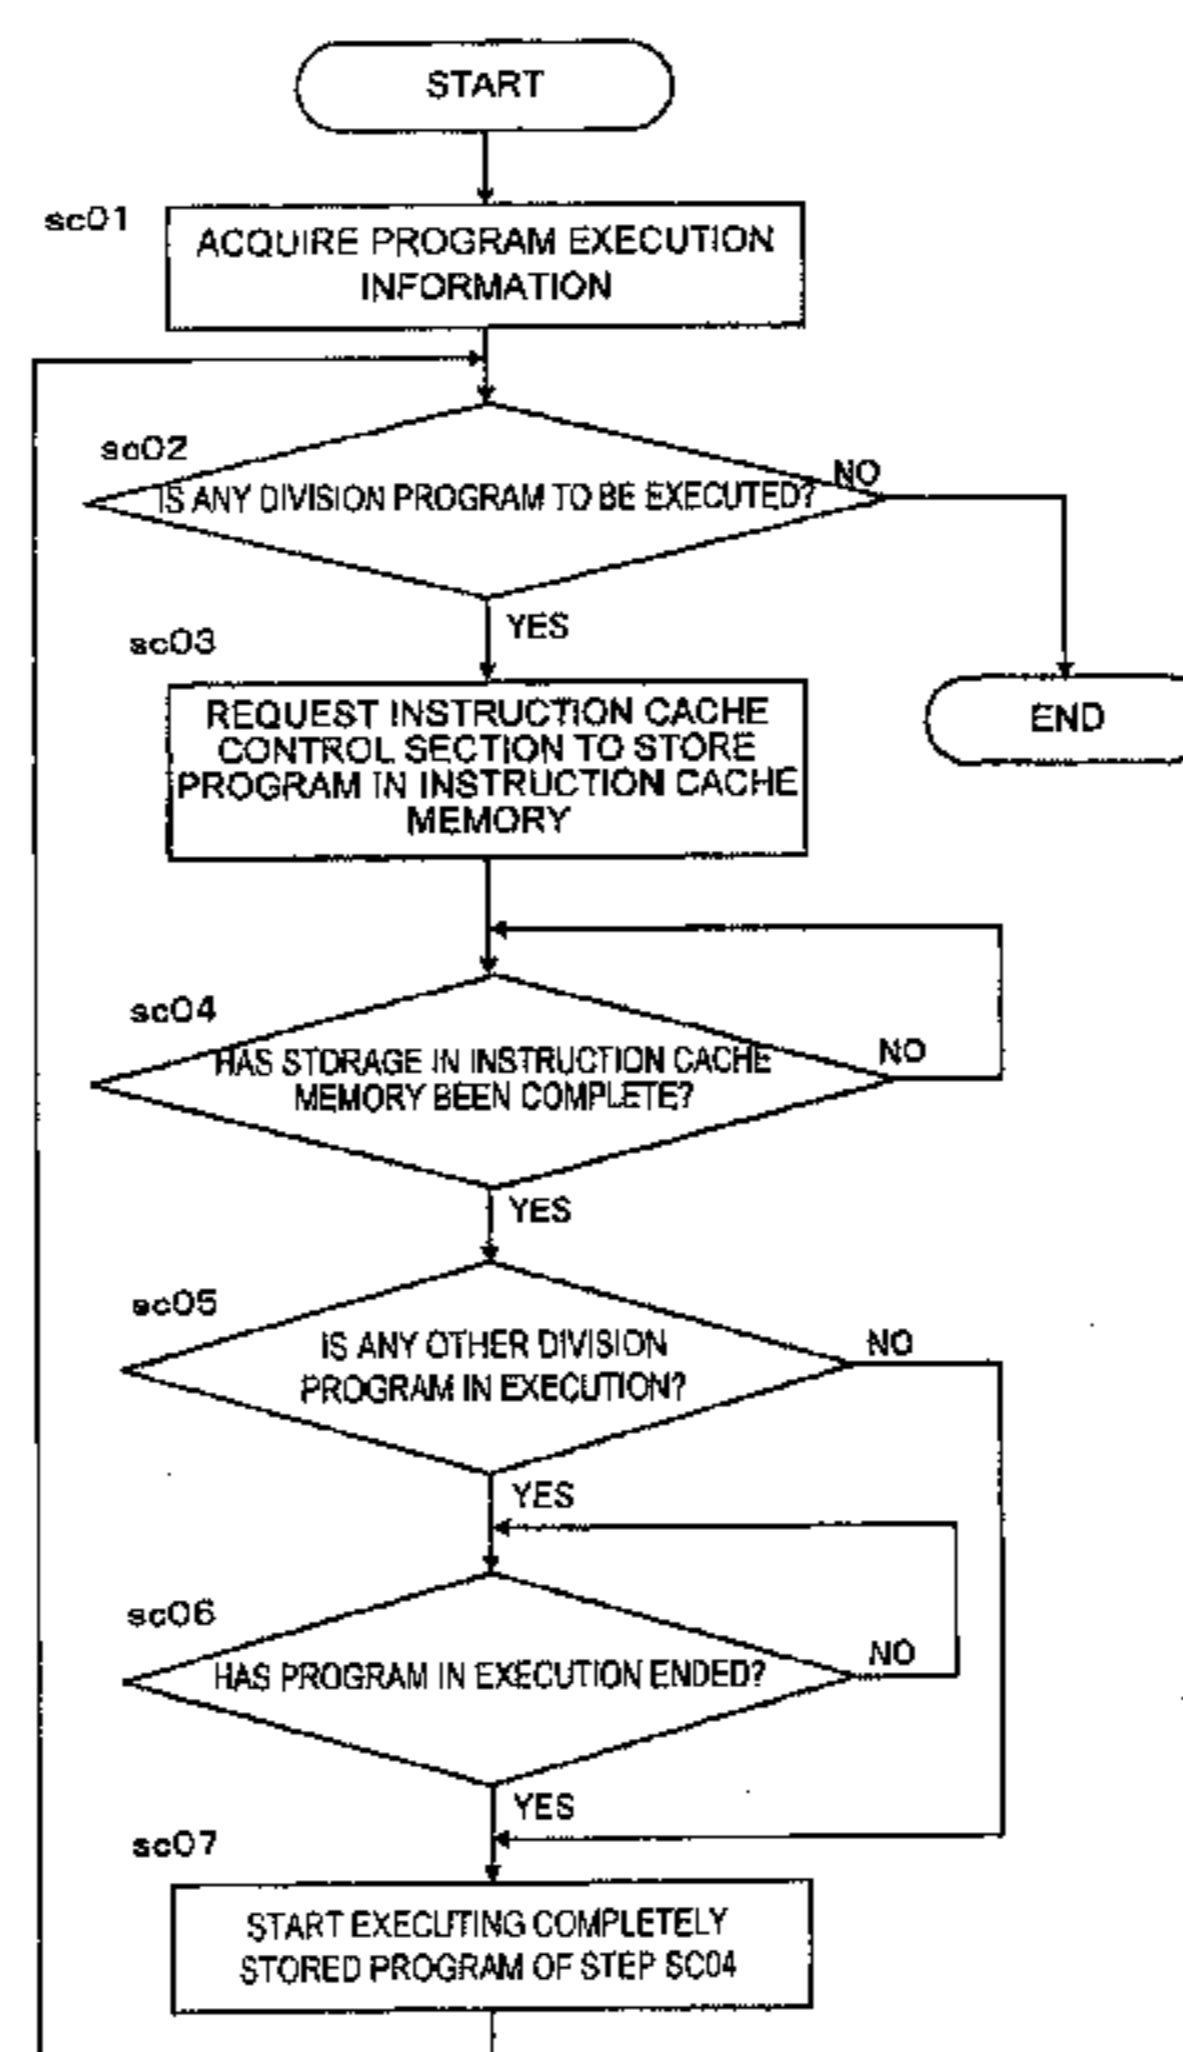 START
sc01
ACQUIRE PROGRAM EXECUTION
INFORMATION
sc02
IS ANY DIVISION PROGRAM TO BE EXECUTED?
NO
YES
sc03
REQUEST INSTRUCTION CACHE
CONTROL SECTION TO STORE
PROGRAM IN INSTRUCTION CACHE
MEMORY
END
sc04
HAS STORAGE IN INSTRUCTION CACHE
MEMORY BEEN COMPLETE?
NO
YES
sc05
IS ANY OTHER DIVISION
PROGRAM IN EXECUTION?
NO
YES
sc06
HAS PROGRAM IN EXECUTION ENDED?
NO
YES
sc07
START EXECUTING COMPLETELY
STORED PROGRAM OF STEP SC04